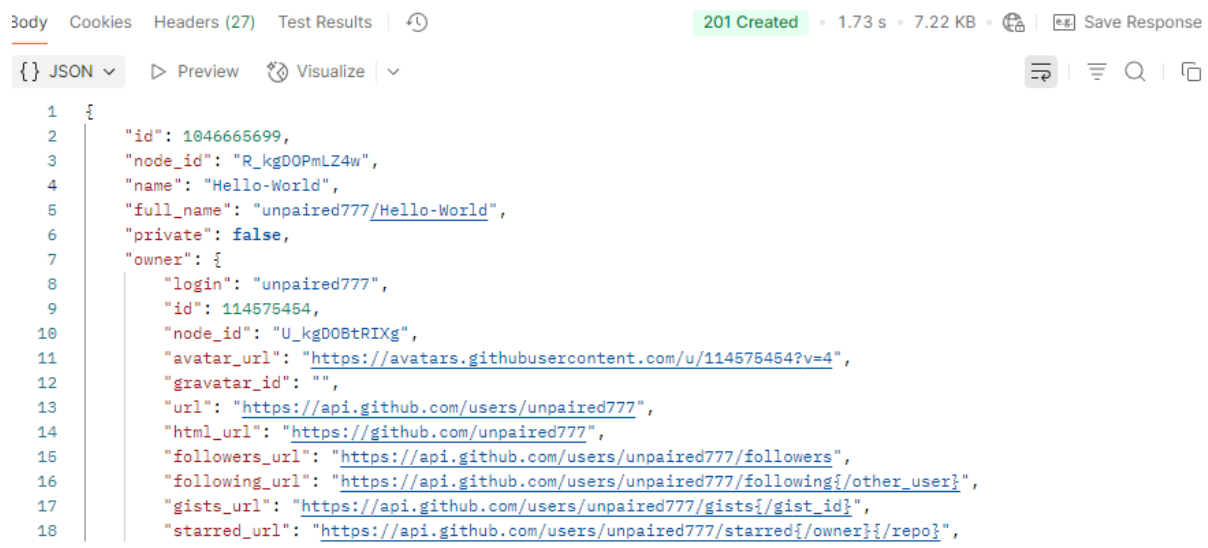 Body Cookies Headers (27) Test Results 201 Created • 1.73 s • 7.22 KB • e.g. Save Response
{} JSON Preview Visualize
1 {
2 "id": 1046665699,
3 "node_id": "R_kgDOPmLZ4w",
4 "name": "Hello-World",
5 "full_name": "unpaired777/Hello-World",
6 "private": false,
7 "owner": {
8 "login": "unpaired777",
9 "id": 114575454,
10 "node_id": "U_kgDOBtRIXg",
11 "avatar_url": "https://avatars.githubusercontent.com/u/114575454?v=4",
12 "gravatar_id": "",
13 "url": "https://api.github.com/users/unpaired777",
14 "html_url": "https://github.com/unpaired777",
15 "followers_url": "https://api.github.com/users/unpaired777/followers",
16 "following_url": "https://api.github.com/users/unpaired777/following{/other_user}",
17 "gists_url": "https://api.github.com/users/unpaired777/gists{/gist_id}",
18 "starred_url": "https://api.github.com/users/unpaired777/starred{/owner}{/repo}",